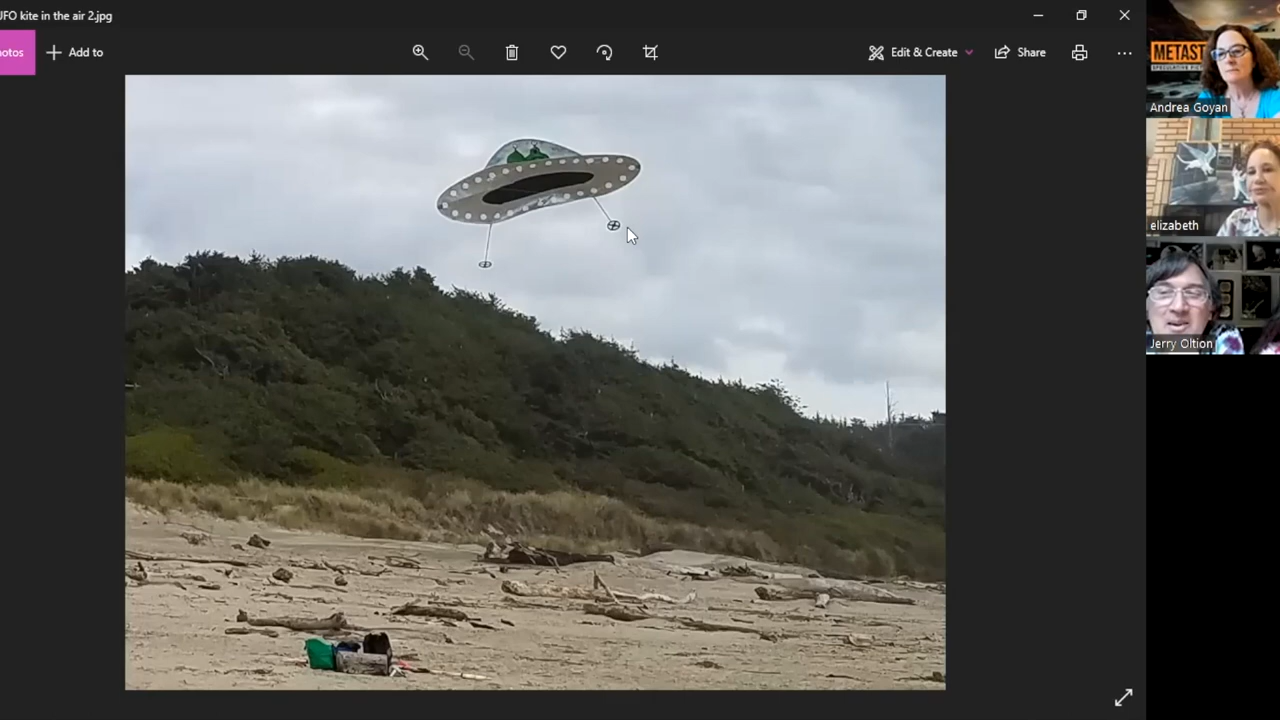 UFO kite in the air 2.jpg
Add to
Edit & Create
Share
METAST
Andrea Goyan
elizabeth
Jerry Oltion